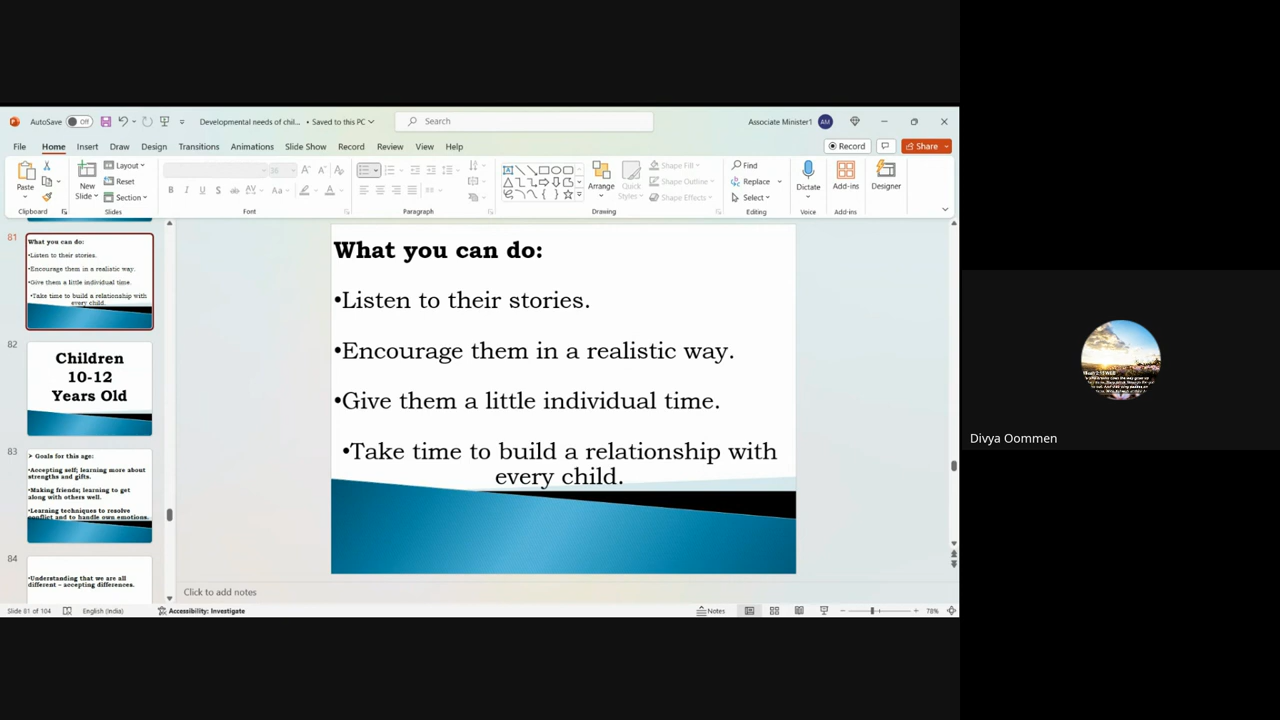 AutoSave Off Developmental needs of chil... • Saved to this PC Search Associate Minister1 AM
File Home Insert Draw Design Transitions Animations Slide Show Record Review View Help Record Share
Paste New Slide Layout Reset Section 36 B I U S ab AV Aa A Arrange Quick Styles Shape Fill Shape Outline Shape Effects Find Replace Select Dictate Add-ins Designer
Clipboard Slides Font Paragraph Drawing Editing Voice Add-ins
81
What you can do:
•Listen to their stories.
•Encourage them in a realistic way.
•Give them a little individual time.
•Take time to build a relationship with
every child.
82
Children
10-12
Years Old
83
➢ Goals for this age:
•Accepting self; learning more about
strengths and gifts.
•Making friends; learning to get
along with others well.
•Learning techniques to resolve
conflict and to handle own emotions.
84
•Understanding that we are all
different – accepting differences.
What you can do:
•Listen to their stories.
•Encourage them in a realistic way.
•Give them a little individual time.
•Take time to build a relationship with
every child.
Click to add notes
Slide 81 of 104 English (India) Accessibility: Investigate Notes 78%
Divya Oommen